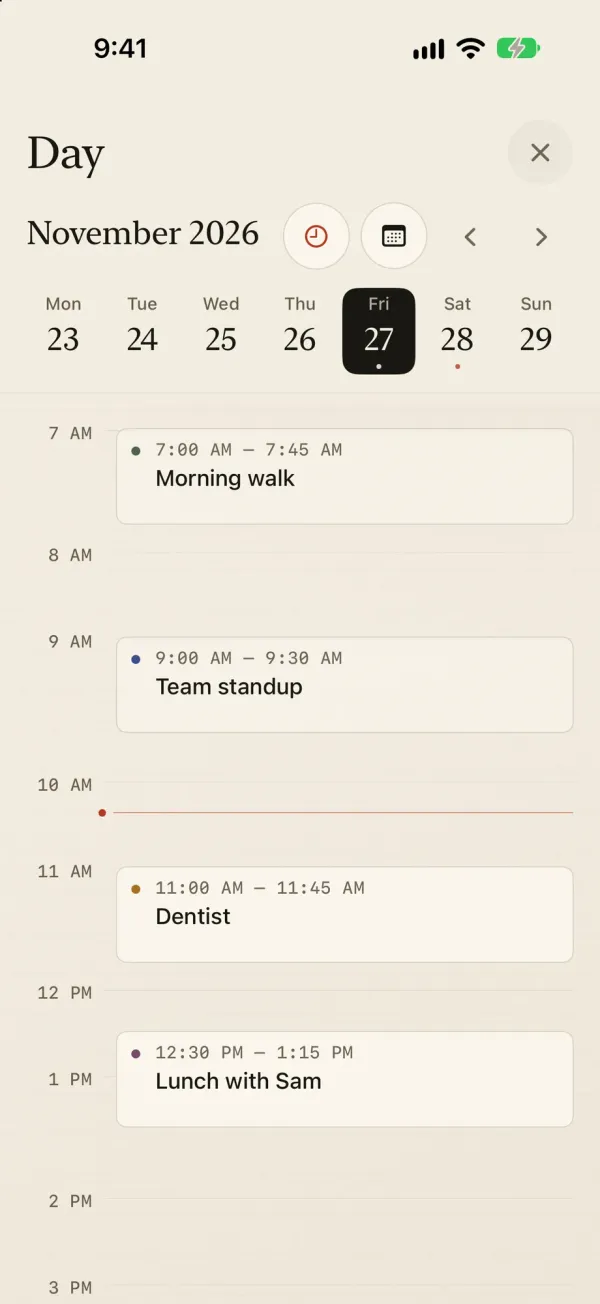 9:41
Day
November 2026
Mon Tue Wed Thu Fri Sat Sun
23 24 25 26 27 28 29
7 AM
7:00 AM — 7:45 AM
Morning walk
8 AM
9 AM
9:00 AM — 9:30 AM
Team standup
10 AM
11 AM
11:00 AM — 11:45 AM
Dentist
12 PM
12:30 PM — 1:15 PM
1 PM
Lunch with Sam
2 PM
3 PM